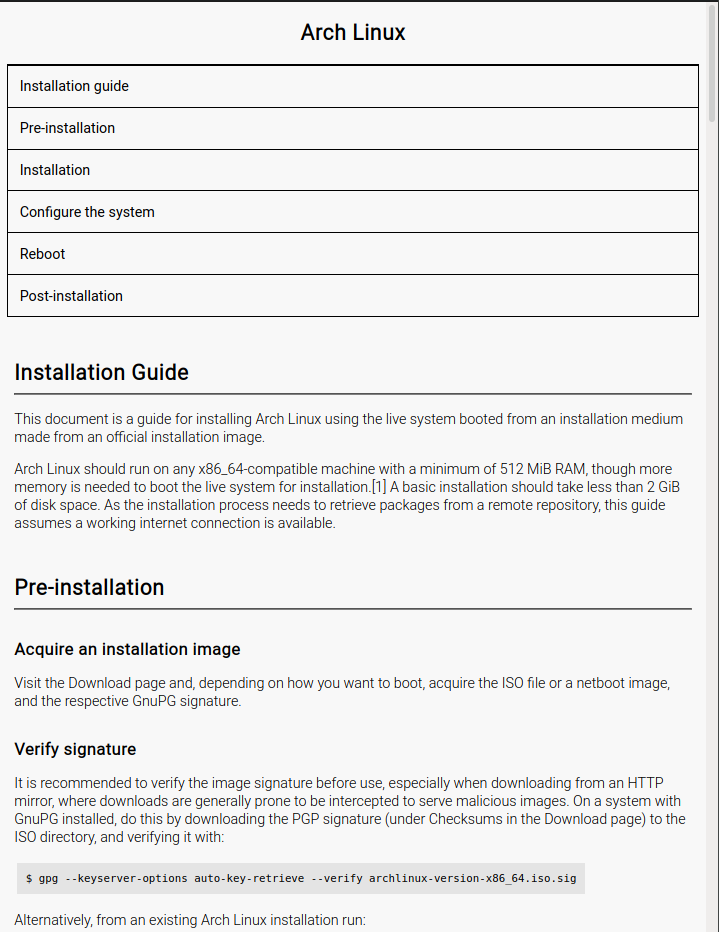 Arch Linux
Installation guide
Pre-installation
Installation
Configure the system
Reboot
Post-installation
Installation Guide
This document is a guide for installing Arch Linux using the live system booted from an installation medium
made from an official installation image.
Arch Linux should run on any x86_64-compatible machine with a minimum of 512 MiB RAM, though more
memory is needed to boot the live system for installation.[1] A basic installation should take less than 2 GiB
of disk space. As the installation process needs to retrieve packages from a remote repository, this guide
assumes a working internet connection is available.
Pre-installation
Acquire an installation image
Visit the Download page and, depending on how you want to boot, acquire the ISO file or a netboot image,
and the respective GnuPG signature.
Verify signature
It is recommended to verify the image signature before use, especially when downloading from an HTTP
mirror, where downloads are generally prone to be intercepted to serve malicious images. On a system with
GnuPG installed, do this by downloading the PGP signature (under Checksums in the Download page) to the
ISO directory, and verifying it with:
$ gpg --keyserver-options auto-key-retrieve --verify archlinux-version-x86_64.iso.sig
Alternatively, from an existing Arch Linux installation run: